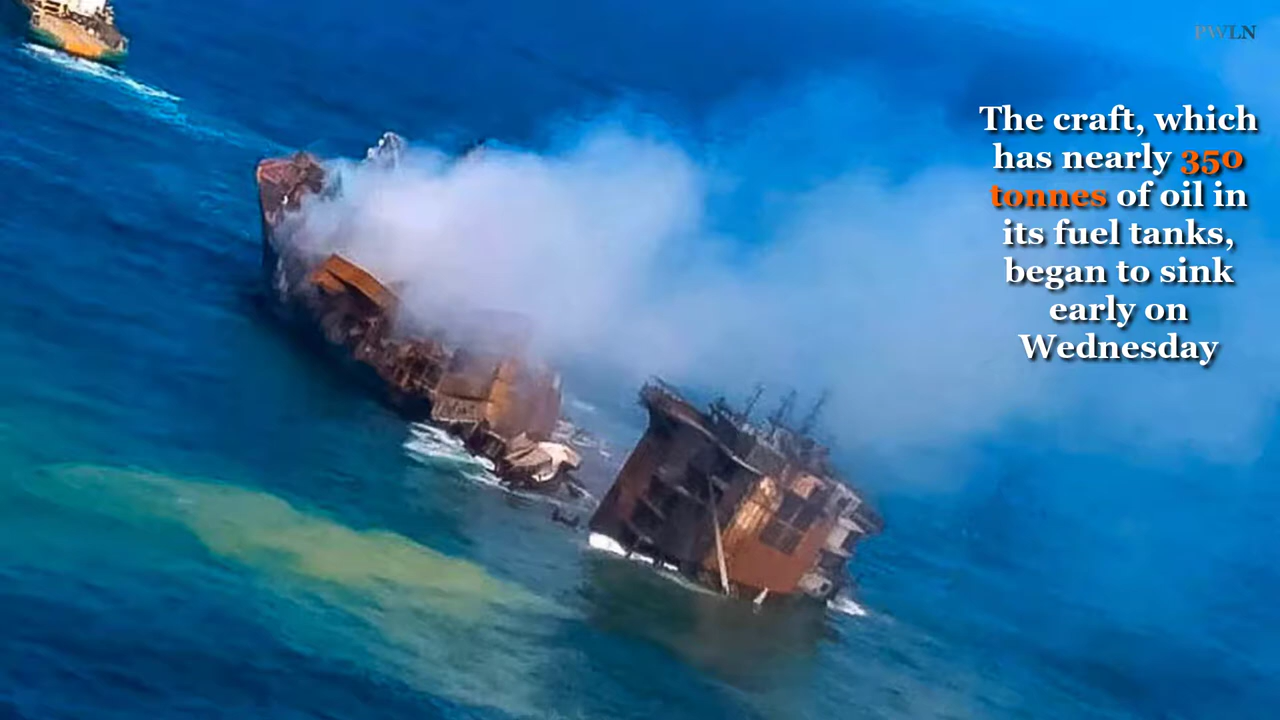 PWLN
The craft, which
has nearly 350
tonnes of oil in
its fuel tanks,
began to sink
early on
Wednesday